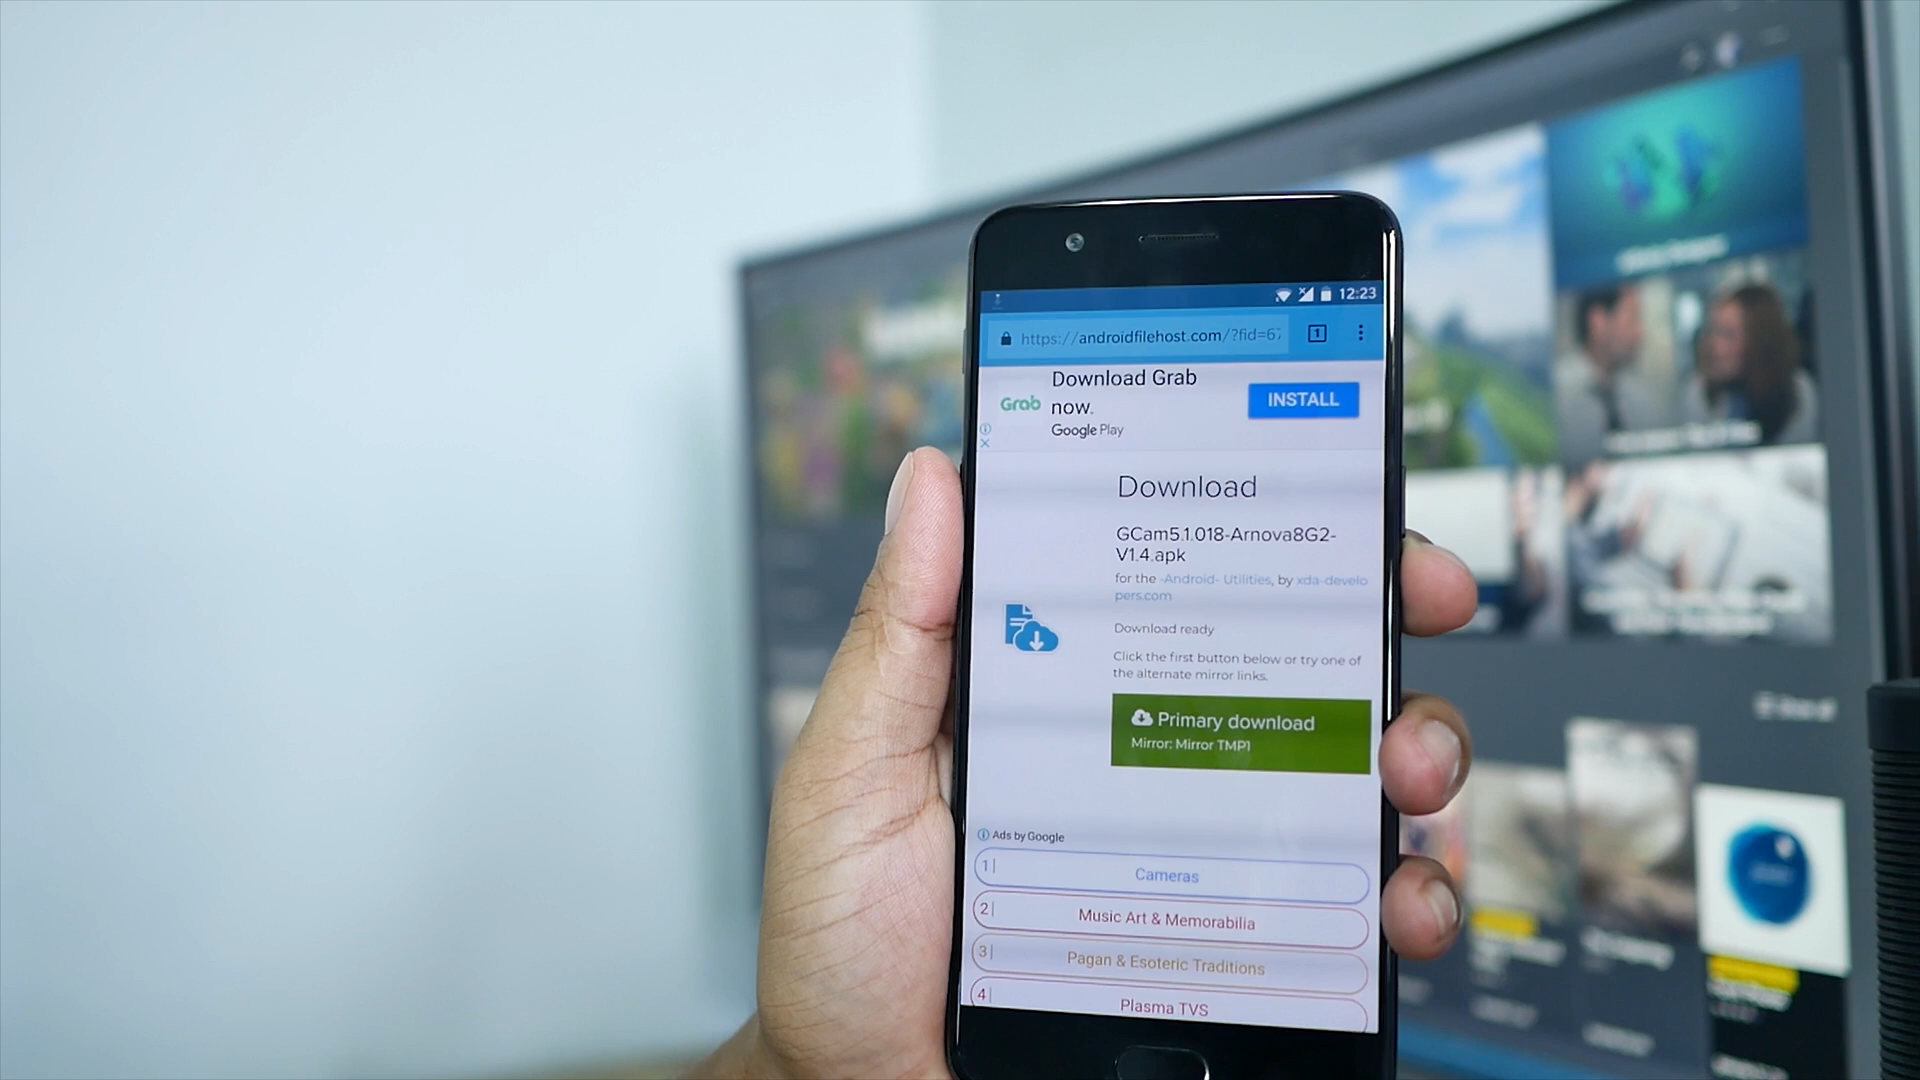 12:23
https://androidfilehost.com/?fid=67
1
Download Grab
now.
Grab
INSTALL
Google Play
Download
GCam5.1.018-Arnova8G2-
V1.4.apk
for the -Android- Utilities, by xda-develo
pers.com
Download ready
Click the first button below or try one of
the alternate mirror links.
Primary download
Mirror: Mirror TMP1
Ads by Google
1| Cameras
2| Music Art & Memorabilia
3| Pagan & Esoteric Traditions
4| Plasma TVS